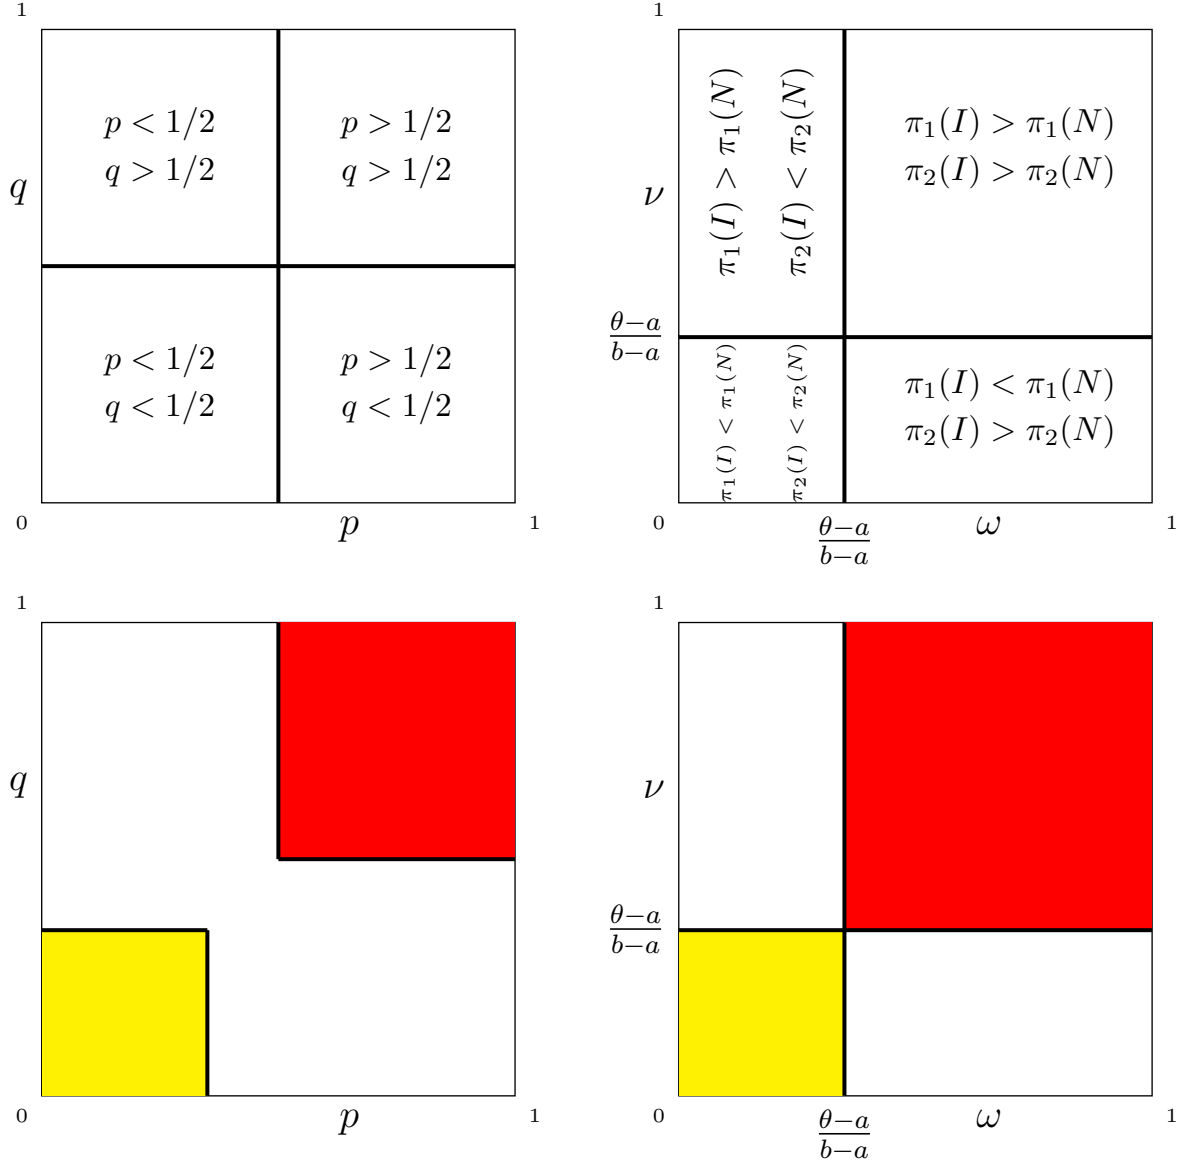 1
p < 1/2
q > 1/2
p > 1/2
q > 1/2
q
p < 1/2
q < 1/2
p > 1/2
q < 1/2
0
p
1
1
π₁(I) > π₁(N)
π₂(I) < π₂(N)
π₁(I) > π₁(N)
π₂(I) > π₂(N)
ν
θ−a
b−a
π₁(I) < π₁(N)
π₂(I) < π₂(N)
π₁(I) < π₁(N)
π₂(I) > π₂(N)
0
θ−a
b−a
ω
1
1
q
0
p
1
1
ν
θ−a
b−a
0
θ−a
b−a
ω
1